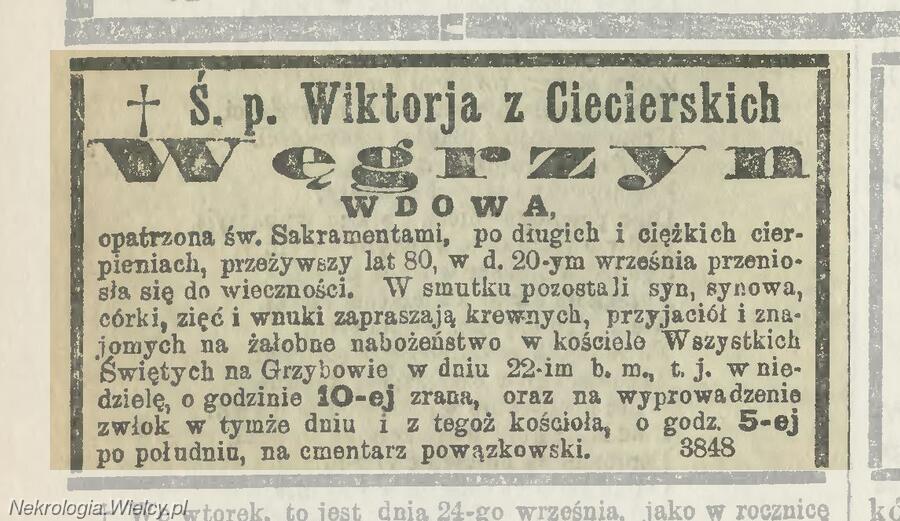 † Ś. p. Wiktorja z Ciecierskich
Węgrzyn
WDOWA,
opatrzona św. Sakramentami, po długich i ciężkich cier-
pieniach, przeżywszy lat 80, w d. 20-ym września przenio-
sła się do wieczności. W smutku pozostali syn, synowa,
córki, zięć i wnuki zapraszają krewnych, przyjaciół i zna-
jomych na żałobne nabożeństwo w kościele Wszystkich
Świętych na Grzybowie w dniu 22-im b. m., t. j. w nie-
dzielę, o godzinie 10-ej zrana, oraz na wyprowadzenie
zwłok w tymże dniu i z tegoż kościoła, o godz. 5-ej
po południu, na cmentarz powązkowski. 3848
Nekrologia.Wielcy.pl
We wtorek, to jest dnia 24-go września, jako w rocznicę